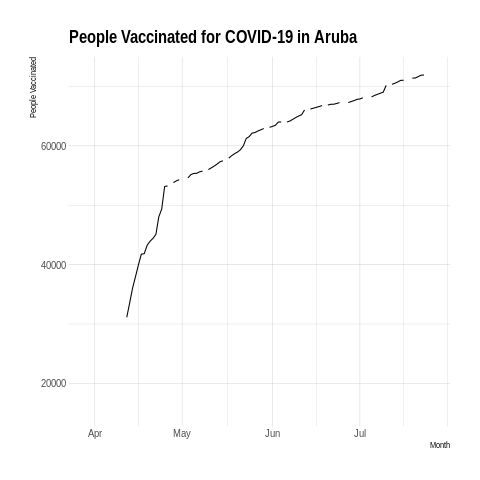 People Vaccinated for COVID-19 in Aruba
People Vaccinated
60000
40000
20000
Apr May Jun Jul
Month